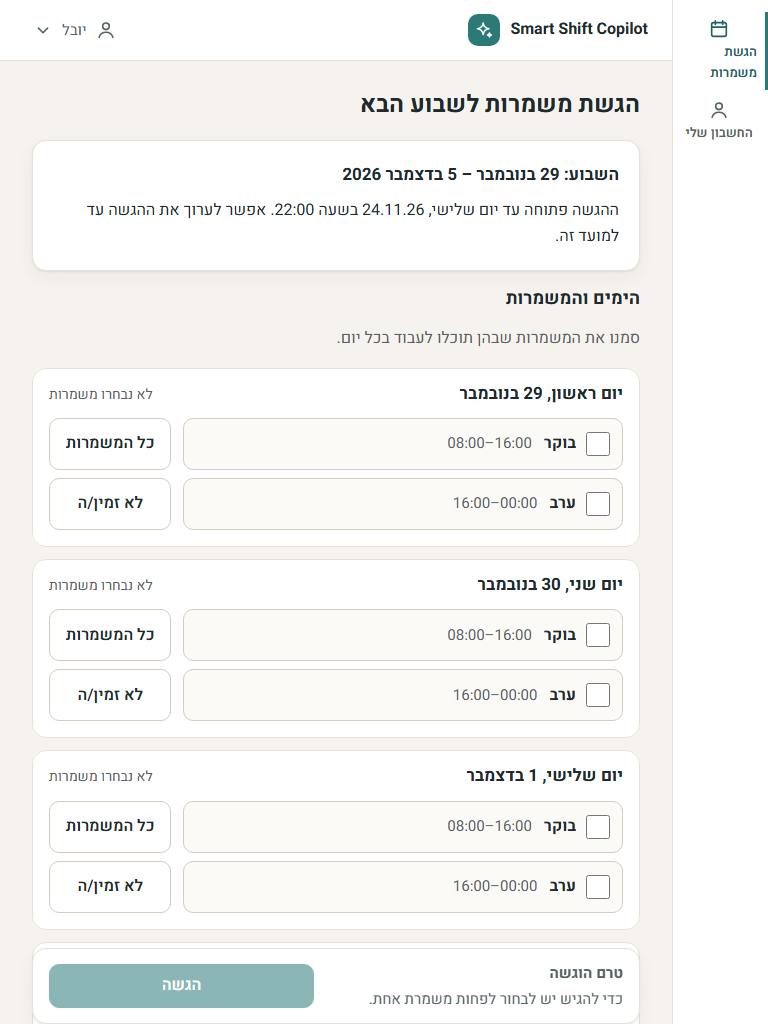 הגשת
משמרות
החשבון שלי
Smart Shift Copilot
יובל
הגשת משמרות לשבוע הבא
השבוע: 29 בנובמבר – 5 בדצמבר 2026
ההגשה פתוחה עד יום שלישי, 24.11.26 בשעה 22:00. אפשר לערוך את ההגשה עד
למועד זה.
הימים והמשמרות
סמנו את המשמרות שבהן תוכלו לעבוד בכל יום.
יום ראשון, 29 בנובמבר
לא נבחרו משמרות
בוקר 08:00–16:00
כל המשמרות
ערב 16:00–00:00
לא זמין/ה
יום שני, 30 בנובמבר
לא נבחרו משמרות
בוקר 08:00–16:00
כל המשמרות
ערב 16:00–00:00
לא זמין/ה
יום שלישי, 1 בדצמבר
לא נבחרו משמרות
בוקר 08:00–16:00
כל המשמרות
ערב 16:00–00:00
לא זמין/ה
טרם הוגשה
כדי להגיש יש לבחור לפחות משמרת אחת.
הגשה